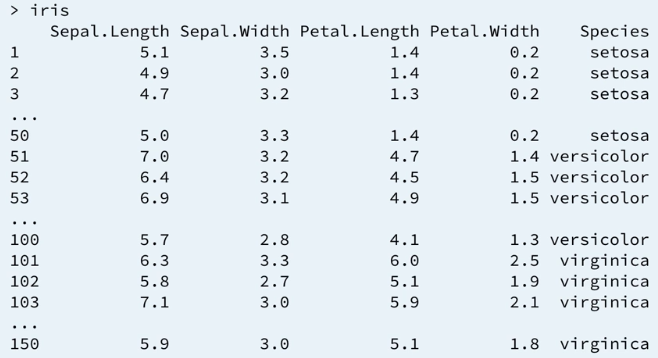 > iris
    Sepal.Length Sepal.Width Petal.Length Petal.Width    Species
1            5.1         3.5          1.4         0.2     setosa
2            4.9         3.0          1.4         0.2     setosa
3            4.7         3.2          1.3         0.2     setosa
...
50           5.0         3.3          1.4         0.2     setosa
51           7.0         3.2          4.7         1.4 versicolor
52           6.4         3.2          4.5         1.5 versicolor
53           6.9         3.1          4.9         1.5 versicolor
...
100          5.7         2.8          4.1         1.3 versicolor
101          6.3         3.3          6.0         2.5  virginica
102          5.8         2.7          5.1         1.9  virginica
103          7.1         3.0          5.9         2.1  virginica
...
150          5.9         3.0          5.1         1.8  virginica